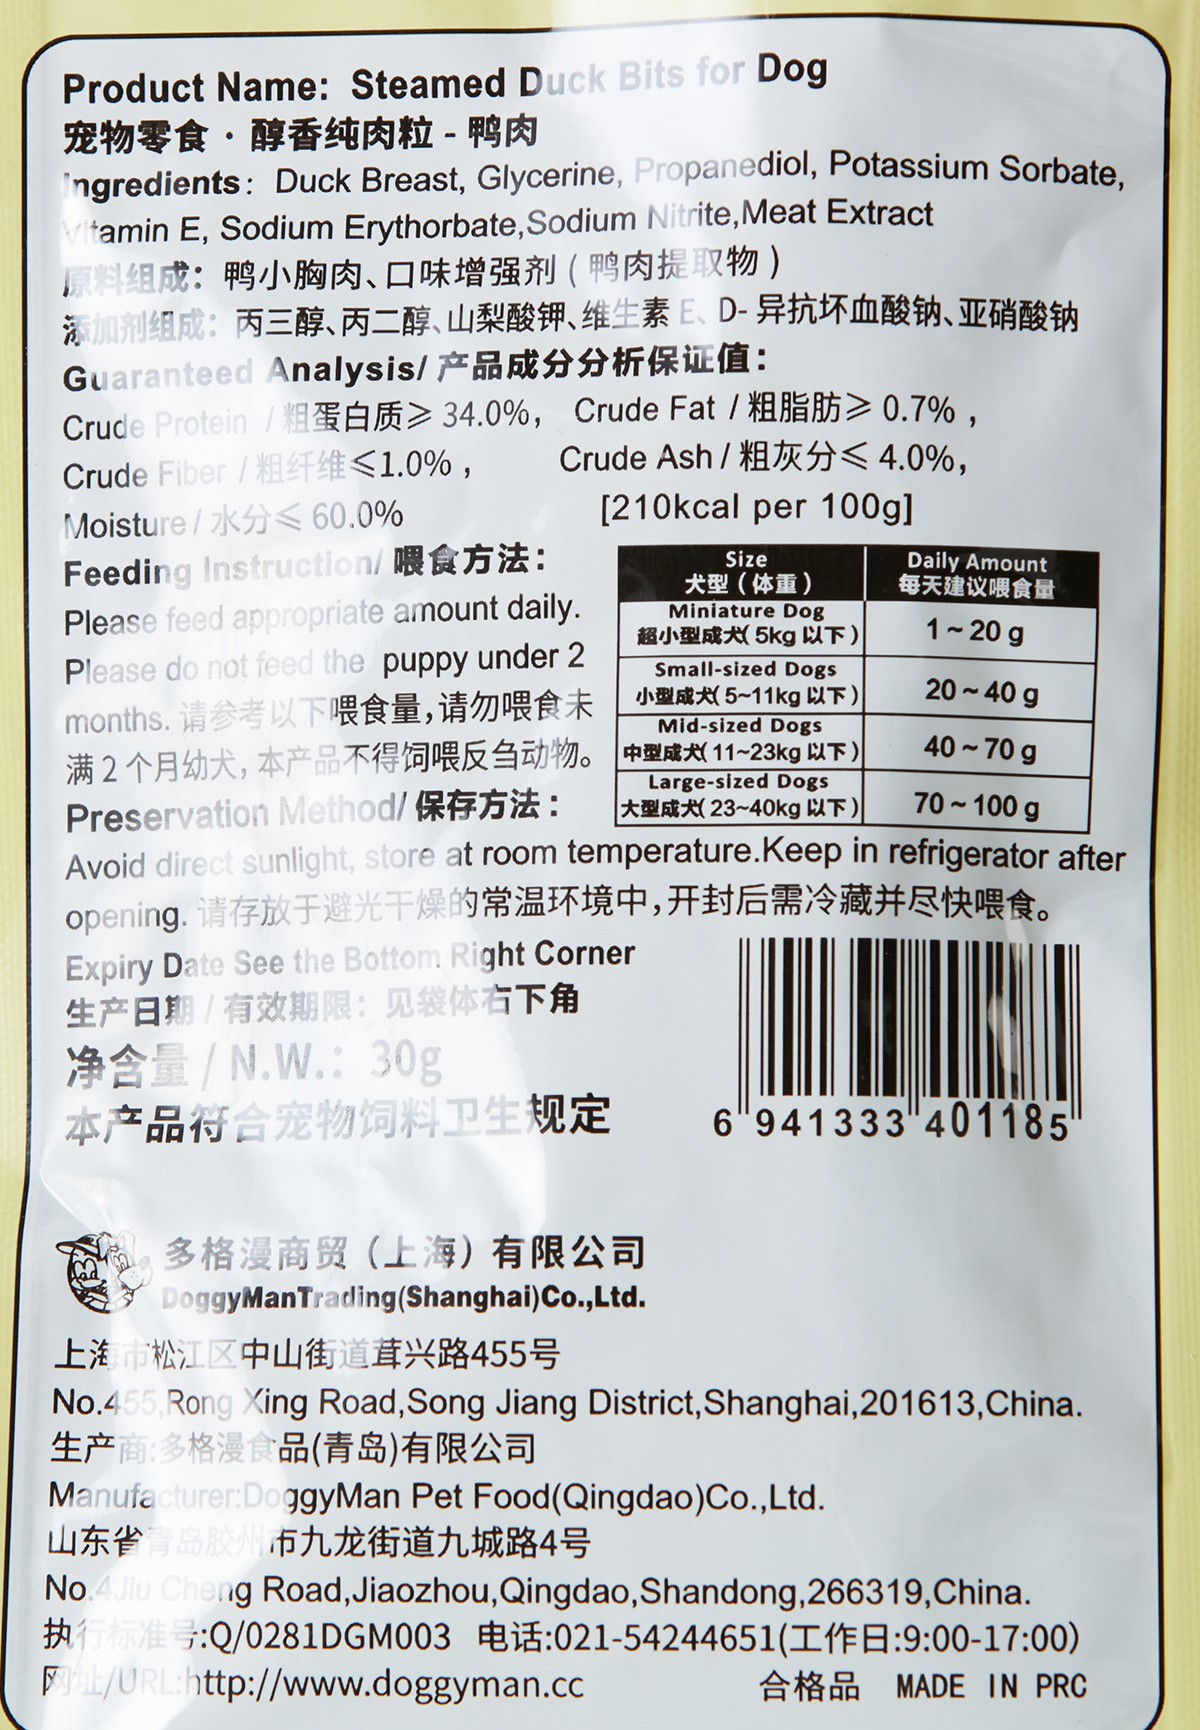 Product Name: Steamed Duck Bits for Dog
宠物零食·醇香纯肉粒-鸭肉
Ingredients: Duck Breast, Glycerine, Propanediol, Potassium Sorbate,
Vitamin E, Sodium Erythorbate,Sodium Nitrite,Meat Extract
原料组成：鸭小胸肉、口味增强剂(鸭肉提取物)
添加剂组成：丙三醇、丙二醇、山梨酸钾、维生素 E、D-异抗坏血酸钠、亚硝酸钠
Guaranteed Analysis/ 产品成分分析保证值：
Crude Protein /粗蛋白质≥ 34.0%, Crude Fat /粗脂肪≥ 0.7% ,
Crude Fiber /粗纤维≤1.0% , Crude Ash/ 粗灰分≤ 4.0%,
Moisture/ 水分≤ 60.0% [210kcal per 100g]
Feeding Instruction/ 喂食方法：
Please feed appropriate amount daily.
Please do not feed the puppy under 2
months. 请参考以下喂食量,请勿喂食未
满 2 个月幼犬,本产品不得饲喂反刍动物。
Size Daily Amount
犬型(体重) 每天建议喂食量
Miniature Dog
超小型成犬(5kg 以下) 1~20 g
Small-sized Dogs
小型成犬(5~11kg 以下) 20~40 g
Mid-sized Dogs
中型成犬(11~23kg 以下) 40~70 g
Large-sized Dogs
大型成犬(23~40kg 以下) 70~100 g
Preservation Method/ 保存方法：
Avoid direct sunlight, store at room temperature.Keep in refrigerator after
opening. 请存放于避光干燥的常温环境中,开封后需冷藏并尽快喂食。
Expiry Date See the Bottom Right Corner
生产日期/有效期限：见袋体右下角
净含量/N.W.: 30g
本产品符合宠物饲料卫生规定
6 941333 401185
多格漫商贸(上海)有限公司
DoggyManTrading(Shanghai)Co.,Ltd.
上海市松江区中山街道茸兴路455号
No.455,Rong Xing Road,Song Jiang District,Shanghai,201613,China.
生产商:多格漫食品(青岛)有限公司
Manufacturer:DoggyMan Pet Food(Qingdao)Co.,Ltd.
山东省青岛胶州市九龙街道九城路4号
No.4Jiu Cheng Road,Jiaozhou,Qingdao,Shandong,266319,China.
执行标准号:Q/0281DGM003 电话:021-54244651(工作日:9:00-17:00)
网址/URL:http://www.doggyman.cc 合格品 MADE IN PRC